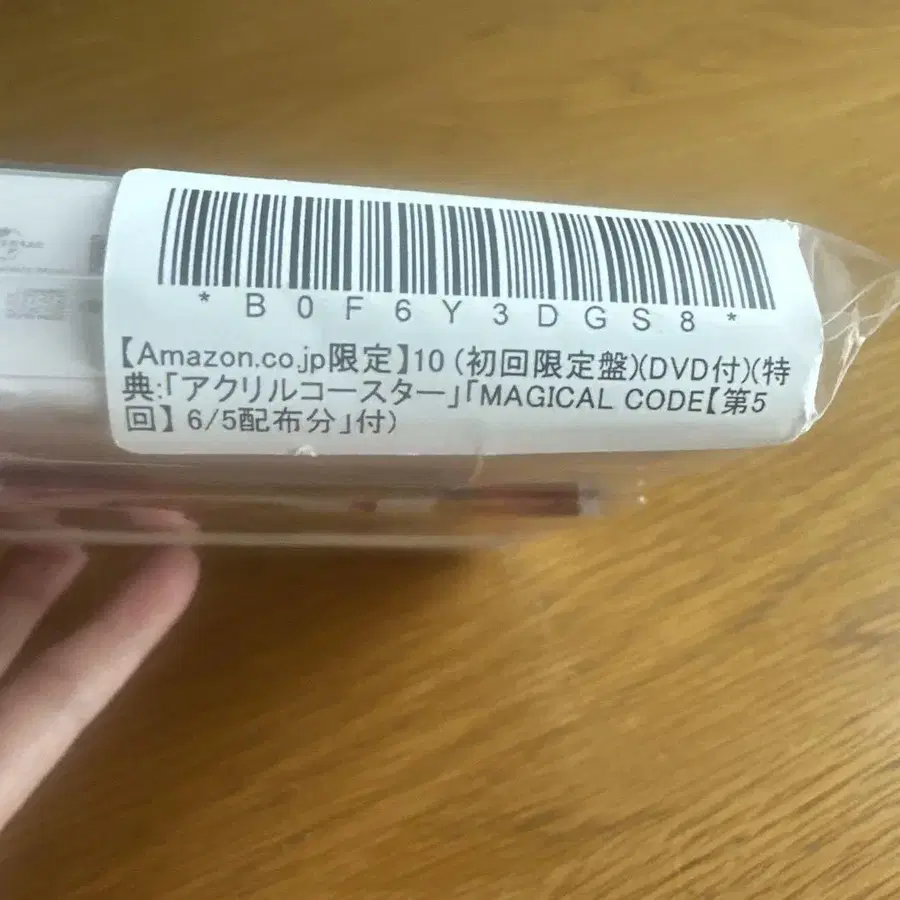 * B 0 F 6 Y 3 D G S 8 *
【Amazon.co.jp限定】10 (初回限定盤)(DVD付)(特
典:「アクリルコースター」「MAGICAL CODE【第5
回】 6/5配布分」付)